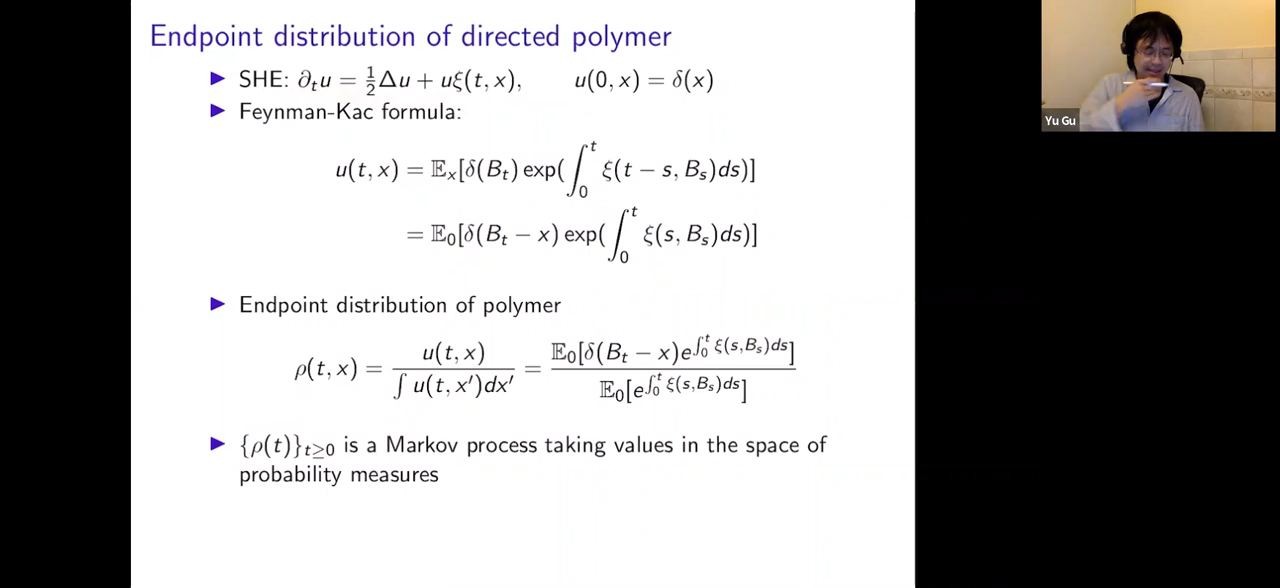 Endpoint distribution of directed polymer
▶ SHE: ∂ₜu = ½Δu + uξ(t, x),   u(0, x) = δ(x)
▶ Feynman-Kac formula:
u(t, x) = 𝔼ₓ[δ(Bₜ) exp(∫₀ᵗ ξ(t − s, Bₛ)ds)]
= 𝔼₀[δ(Bₜ − x) exp(∫₀ᵗ ξ(s, Bₛ)ds)]
▶ Endpoint distribution of polymer
ρ(t, x) = u(t, x) / ∫ u(t, x′)dx′ = 𝔼₀[δ(Bₜ − x)e^{∫₀ᵗ ξ(s,Bₛ)ds}] / 𝔼₀[e^{∫₀ᵗ ξ(s,Bₛ)ds}]
▶ {ρ(t)}ₜ≥₀ is a Markov process taking values in the space of
probability measures
Yu Gu